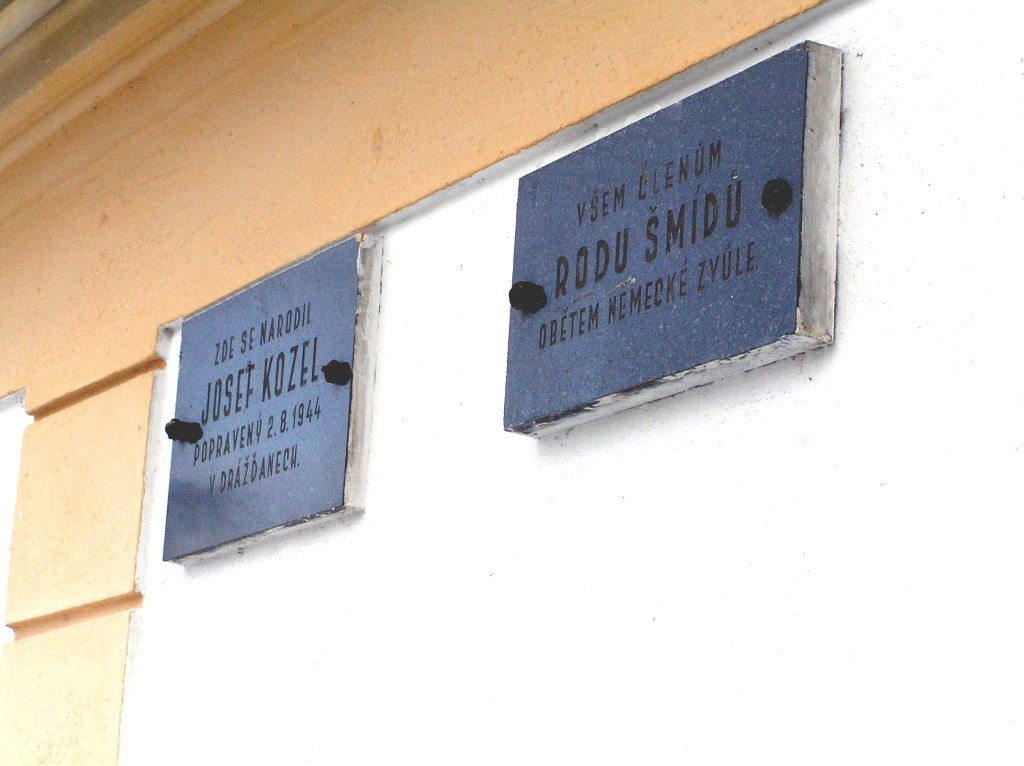 ZDE SE NARODIL
JOSEF KOZEL
POPRAVENÝ 2.8.1944
V DRÁŽĎANECH.
VŠEM ČLENŮM
RODU ŠMÍDŮ
OBĚTEM NĚMECKÉ ZVŮLE.